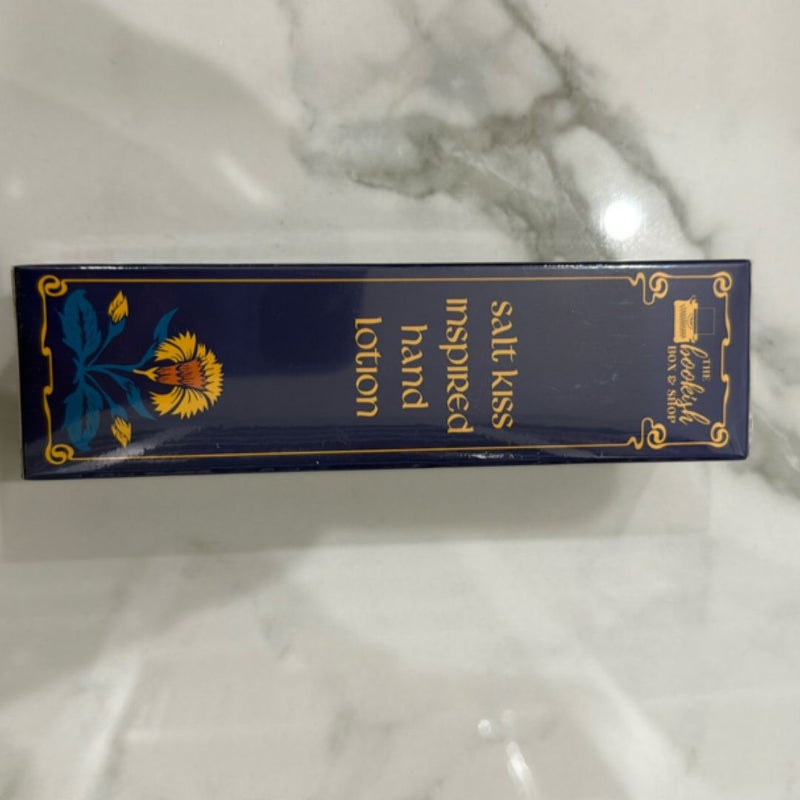 THE
bookish
BOX & SHOP
salt kiss
inspired
hand
lotion